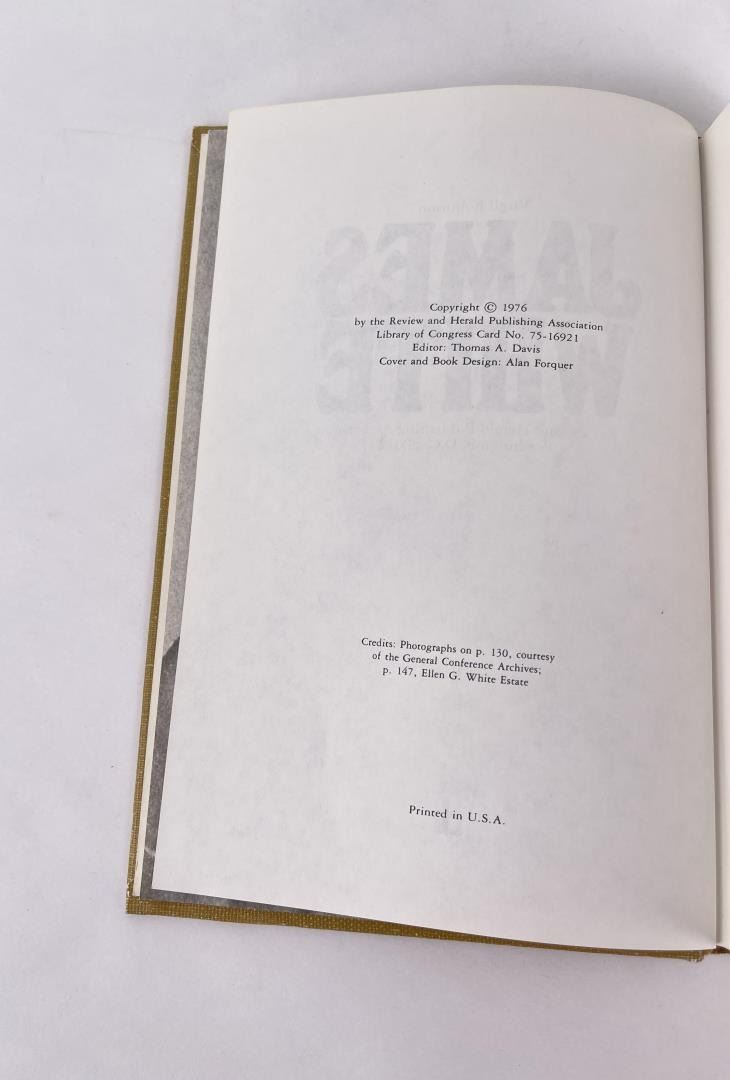 Copyright © 1976
by the Review and Herald Publishing Association
Library of Congress Card No. 75-16921
Editor: Thomas A. Davis
Cover and Book Design: Alan Forquer
Credits: Photographs on p. 130, courtesy
of the General Conference Archives;
p. 147, Ellen G. White Estate
Printed in U.S.A.
JAMES
WHITE